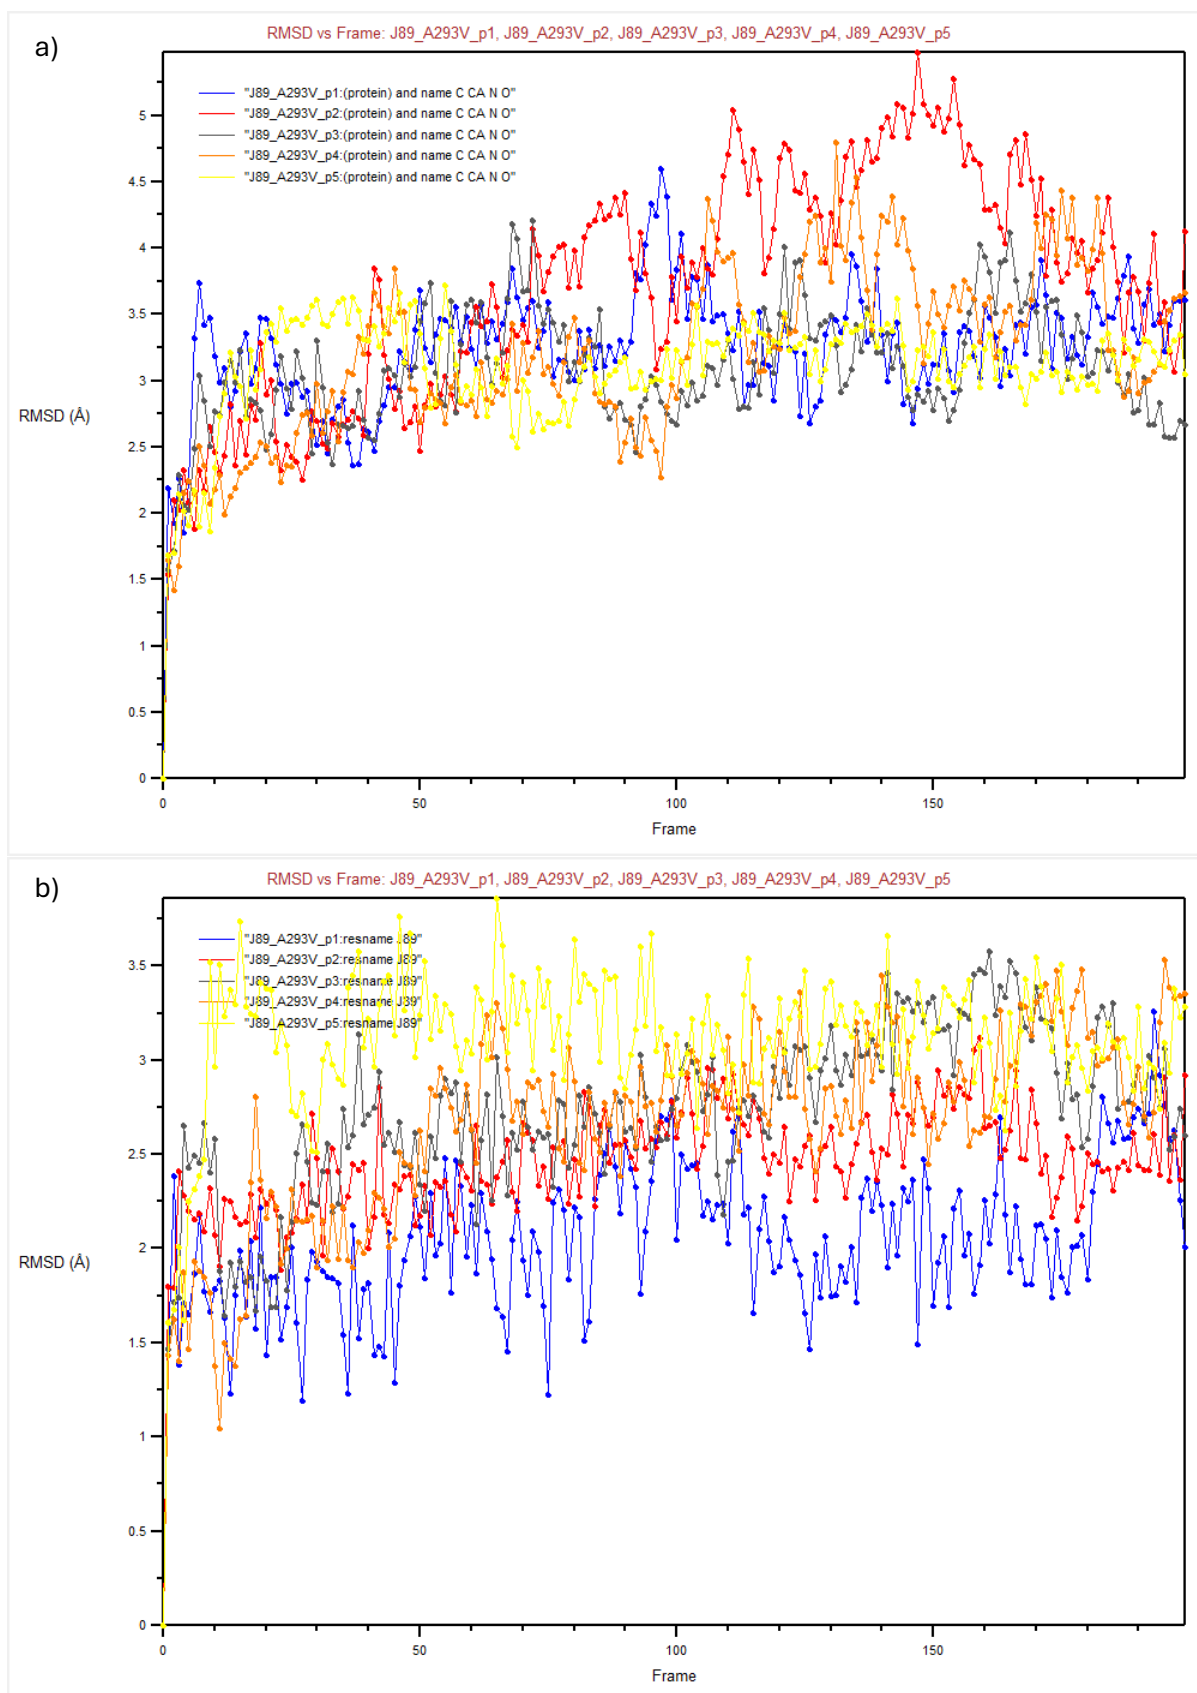 a)
RMSD vs Frame: J89_A293V_p1, J89_A293V_p2, J89_A293V_p3, J89_A293V_p4, J89_A293V_p5
"J89_A293V_p1:(protein) and name C CA N O"
"J89_A293V_p2:(protein) and name C CA N O"
"J89_A293V_p3:(protein) and name C CA N O"
"J89_A293V_p4:(protein) and name C CA N O"
"J89_A293V_p5:(protein) and name C CA N O"
5
4.5
4
3.5
3
RMSD (Å)
2.5
2
1.5
1
0.5
0
0 50 100 150
Frame
b)
RMSD vs Frame: J89_A293V_p1, J89_A293V_p2, J89_A293V_p3, J89_A293V_p4, J89_A293V_p5
"J89_A293V_p1:resname J89"
"J89_A293V_p2:resname J89"
"J89_A293V_p3:resname J89"
"J89_A293V_p4:resname J89"
"J89_A293V_p5:resname J89"
3.5
3
2.5
2
RMSD (Å)
1.5
1
0.5
0
0 50 100 150
Frame